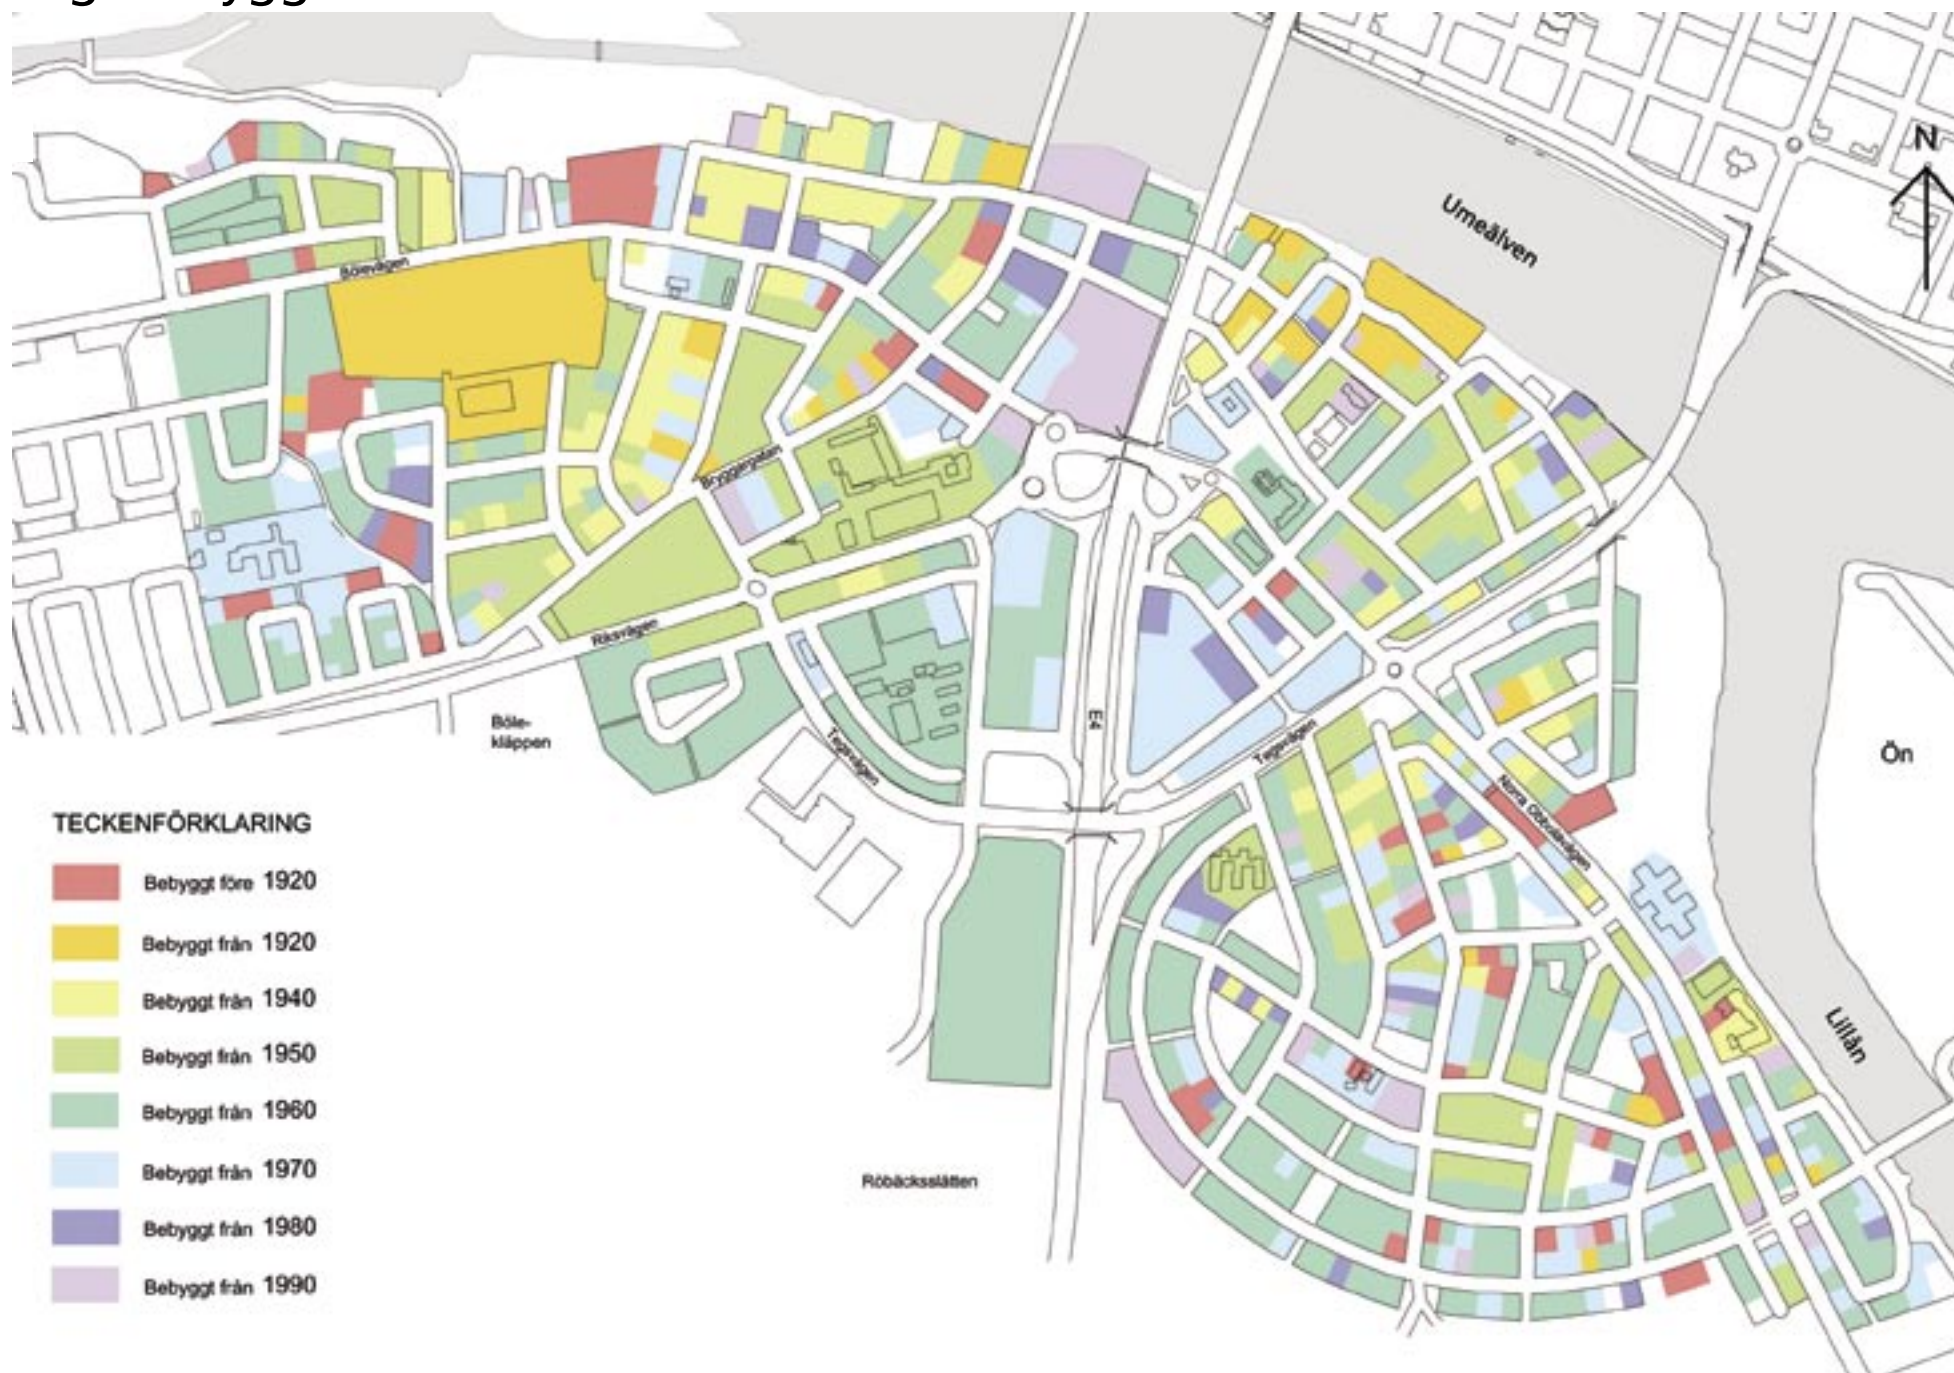 N
Umeälven
Bölevägen
Bryggargatan
Riksvägen
Böle-
kläppen
Tegsvägen
E4
Tegsvägen
Norra Obbolavägen
Ön
Lillån
Röbäcksslätten
TECKENFÖRKLARING
Bebyggt före 1920
Bebyggt från 1920
Bebyggt från 1940
Bebyggt från 1950
Bebyggt från 1960
Bebyggt från 1970
Bebyggt från 1980
Bebyggt från 1990